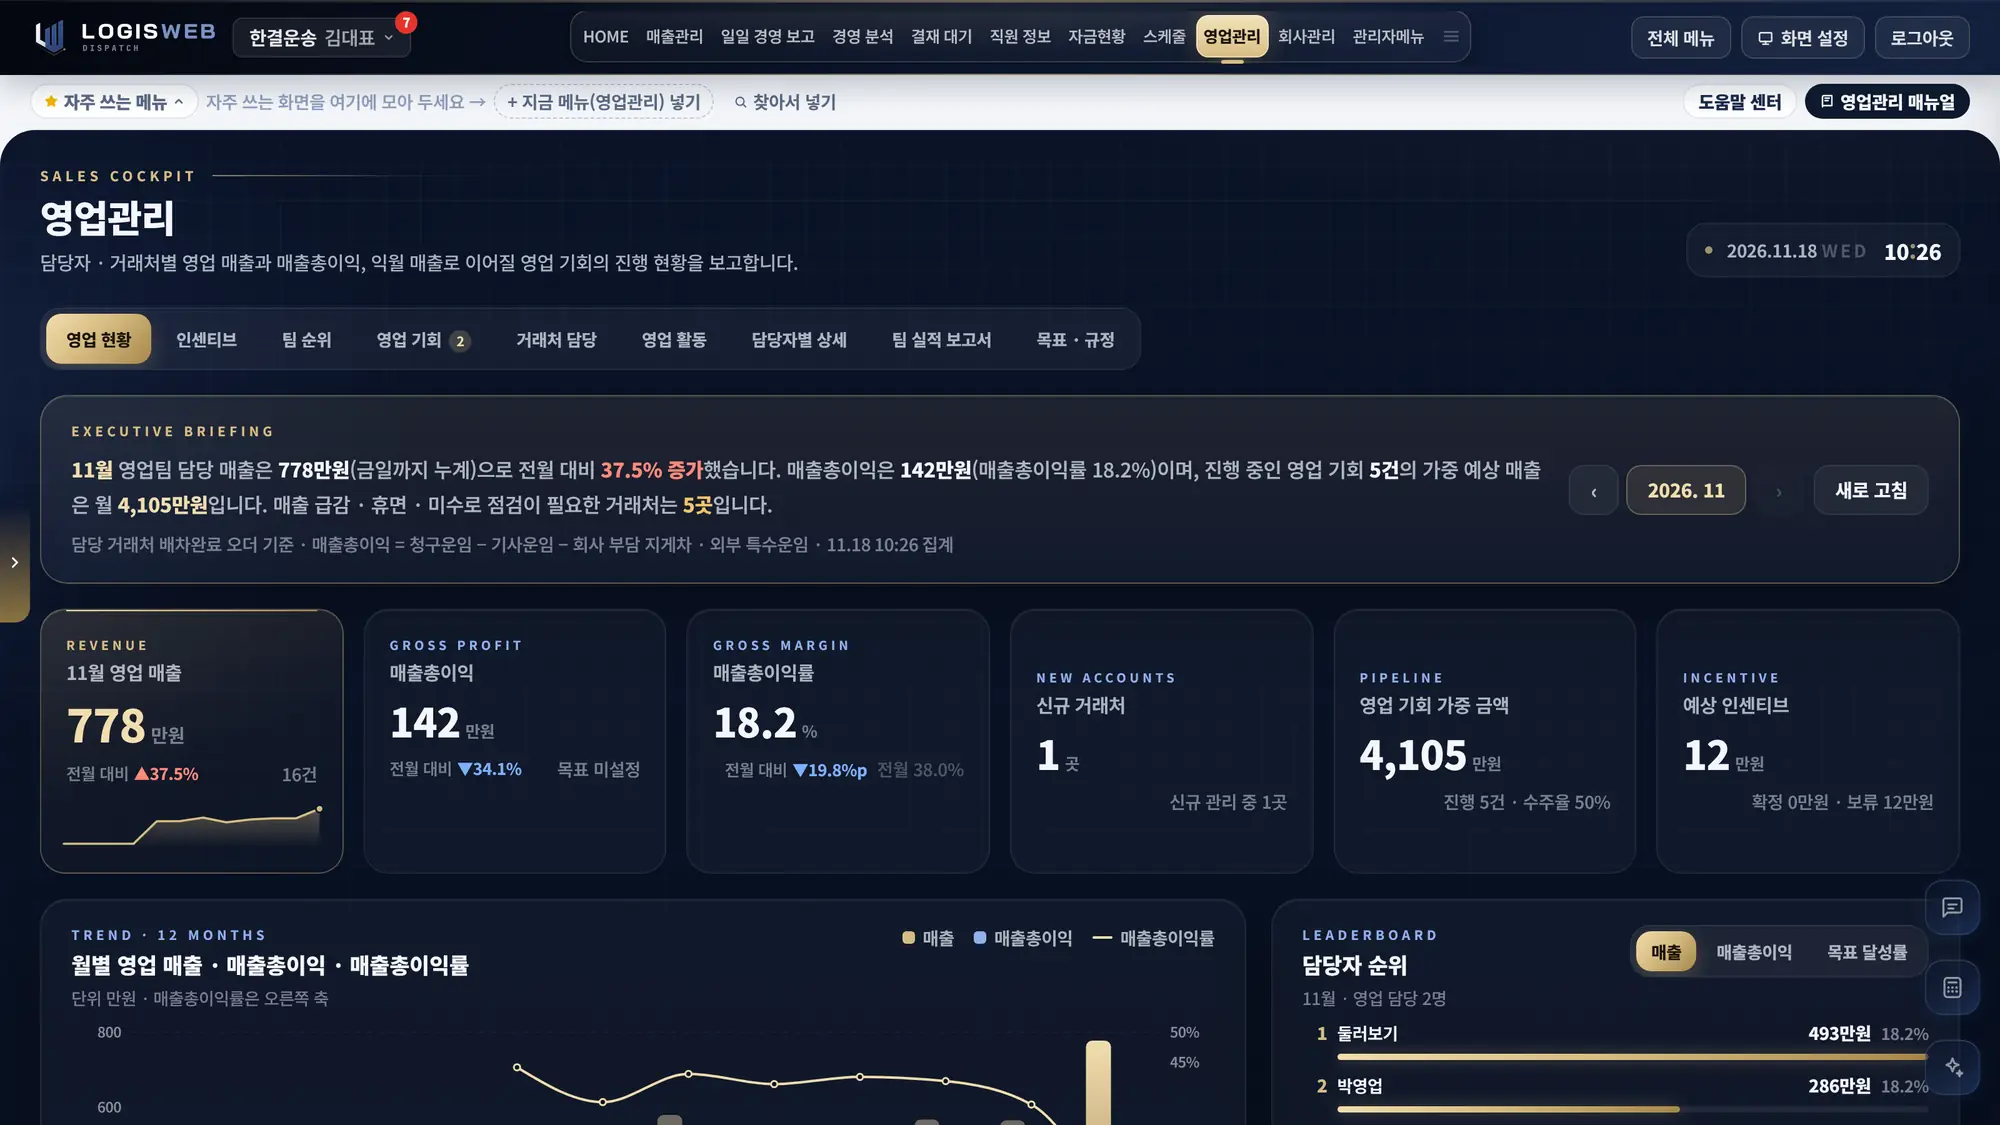 LOGISWEB
DISPATCH
한결운송 김대표
7
HOME 매출관리 일일 경영 보고 경영 분석 결재 대기 직원 정보 자금현황 스케줄 영업관리 회사관리 관리자메뉴
전체 메뉴 화면 설정 로그아웃
자주 쓰는 메뉴 자주 쓰는 화면을 여기에 모아 두세요 → + 지금 메뉴(영업관리) 넣기 찾아서 넣기
도움말 센터 영업관리 매뉴얼
SALES COCKPIT
영업관리
담당자 · 거래처별 영업 매출과 매출총이익, 익월 매출로 이어질 영업 기회의 진행 현황을 보고합니다.
2026.11.18 WED 10:26
영업 현황 인센티브 팀 순위 영업 기회 2 거래처 담당 영업 활동 담당자별 상세 팀 실적 보고서 목표 · 규정
EXECUTIVE BRIEFING
11월 영업팀 담당 매출은 778만원(금일까지 누계)으로 전월 대비 37.5% 증가했습니다. 매출총이익은 142만원(매출총이익률 18.2%)이며, 진행 중인 영업 기회 5건의 가중 예상 매출
은 월 4,105만원입니다. 매출 급감 · 휴면 · 미수로 점검이 필요한 거래처는 5곳입니다.
담당 거래처 배차완료 오더 기준 · 매출총이익 = 청구운임 − 기사운임 − 회사 부담 지게차 · 외부 특수운임 · 11.18 10:26 집계
‹ 2026. 11 › 새로 고침
REVENUE
11월 영업 매출
778 만원
전월 대비 ▲37.5% 16건
GROSS PROFIT
매출총이익
142 만원
전월 대비 ▼34.1% 목표 미설정
GROSS MARGIN
매출총이익률
18.2 %
전월 대비 ▼19.8%p 전월 38.0%
NEW ACCOUNTS
신규 거래처
1 곳
신규 관리 중 1곳
PIPELINE
영업 기회 가중 금액
4,105 만원
진행 5건 · 수주율 50%
INCENTIVE
예상 인센티브
12 만원
확정 0만원 · 보류 12만원
TREND · 12 MONTHS
월별 영업 매출 · 매출총이익 · 매출총이익률
단위 만원 · 매출총이익률은 오른쪽 축
매출 매출총이익 매출총이익률
800
600
50%
45%
LEADERBOARD
담당자 순위
11월 · 영업 담당 2명
매출 매출총이익 목표 달성률
1 둘러보기 493만원 18.2%
2 박영업 286만원 18.2%